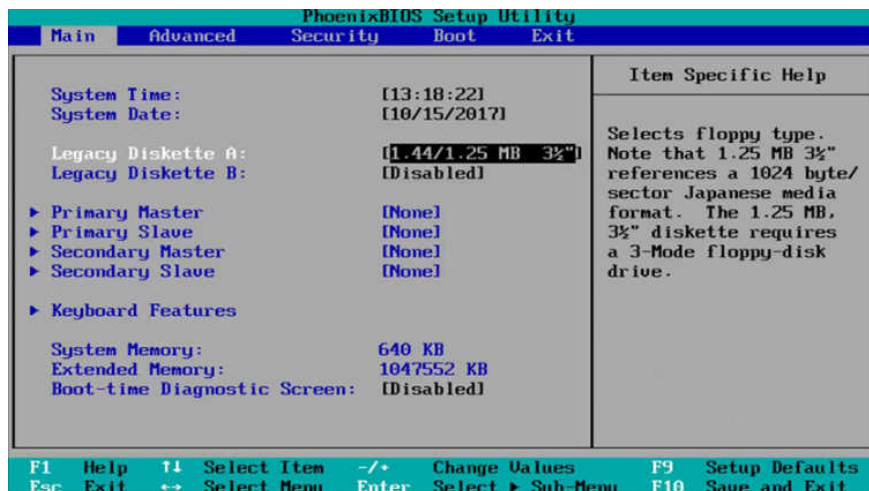 PhoenixBIOS Setup Utility
Main Advanced Security Boot Exit
Item Specific Help
System Time: [13:18:22]
System Date: [10/15/2017]
Legacy Diskette A: [1.44/1.25 MB 3½"]
Legacy Diskette B: [Disabled]
▶ Primary Master [None]
▶ Primary Slave [None]
▶ Secondary Master [None]
▶ Secondary Slave [None]
▶ Keyboard Features
System Memory: 640 KB
Extended Memory: 1047552 KB
Boot-time Diagnostic Screen: [Disabled]
Selects floppy type.
Note that 1.25 MB 3½"
references a 1024 byte/
sector Japanese media
format. The 1.25 MB,
3½" diskette requires
a 3-Mode floppy-disk
drive.
F1 Help ↑↓ Select Item -/+ Change Values F9 Setup Defaults
Esc Exit ↔ Select Menu Enter Select ▶ Sub-Menu F10 Save and Exit